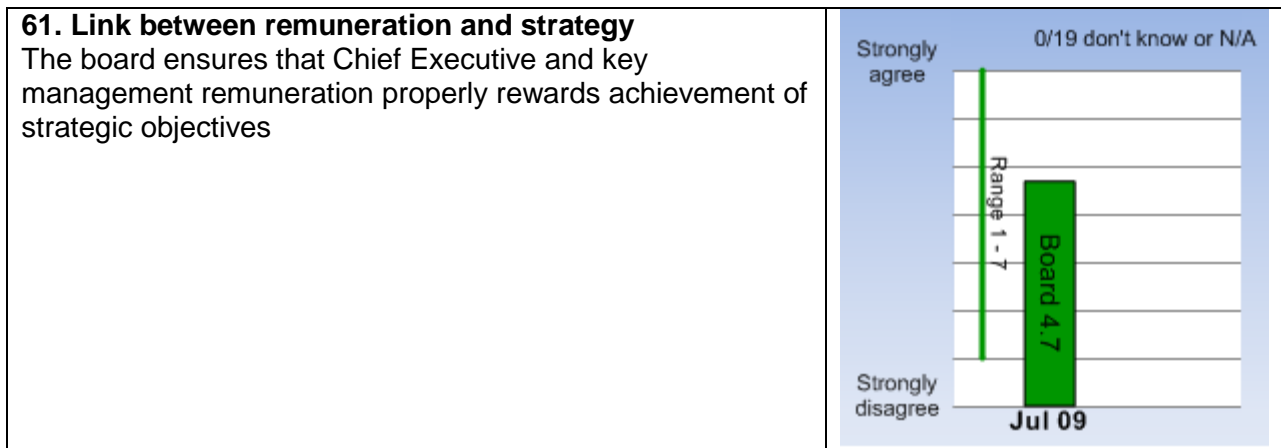 61. Link between remuneration and strategy
The board ensures that Chief Executive and key
management remuneration properly rewards achievement of
strategic objectives
0/19 don't know or N/A
Strongly
agree
Range 1 - 7
Board 4.7
Strongly
disagree
Jul 09